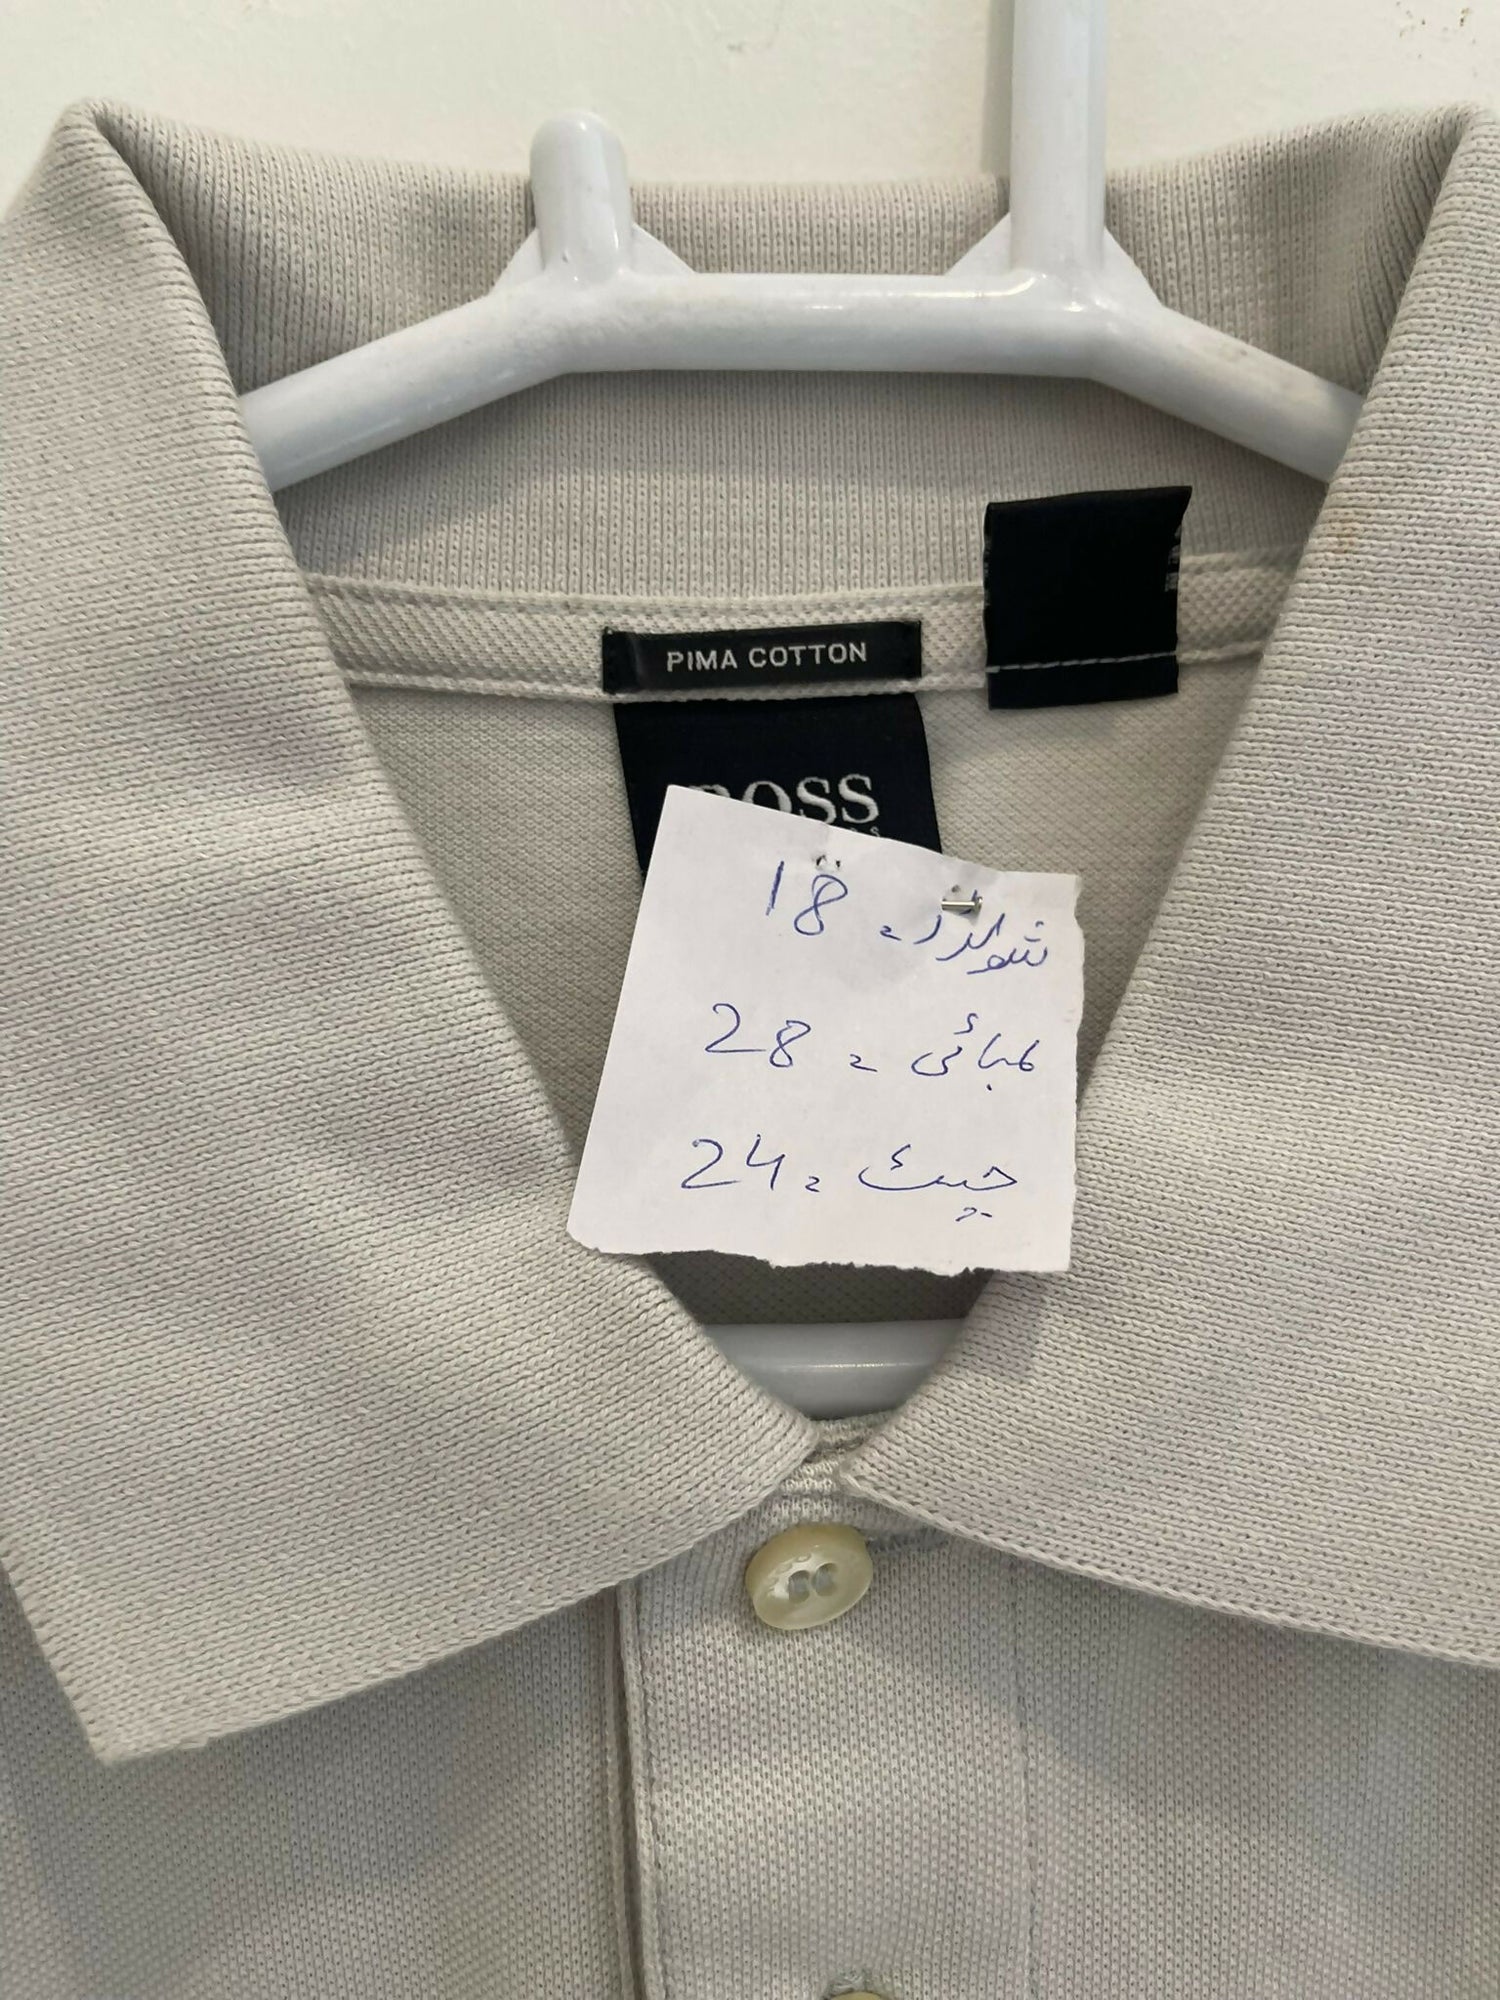 PIMA COTTON
BOSS
شولڈر = 18
لمبائی = 28
چیسٹ = 24